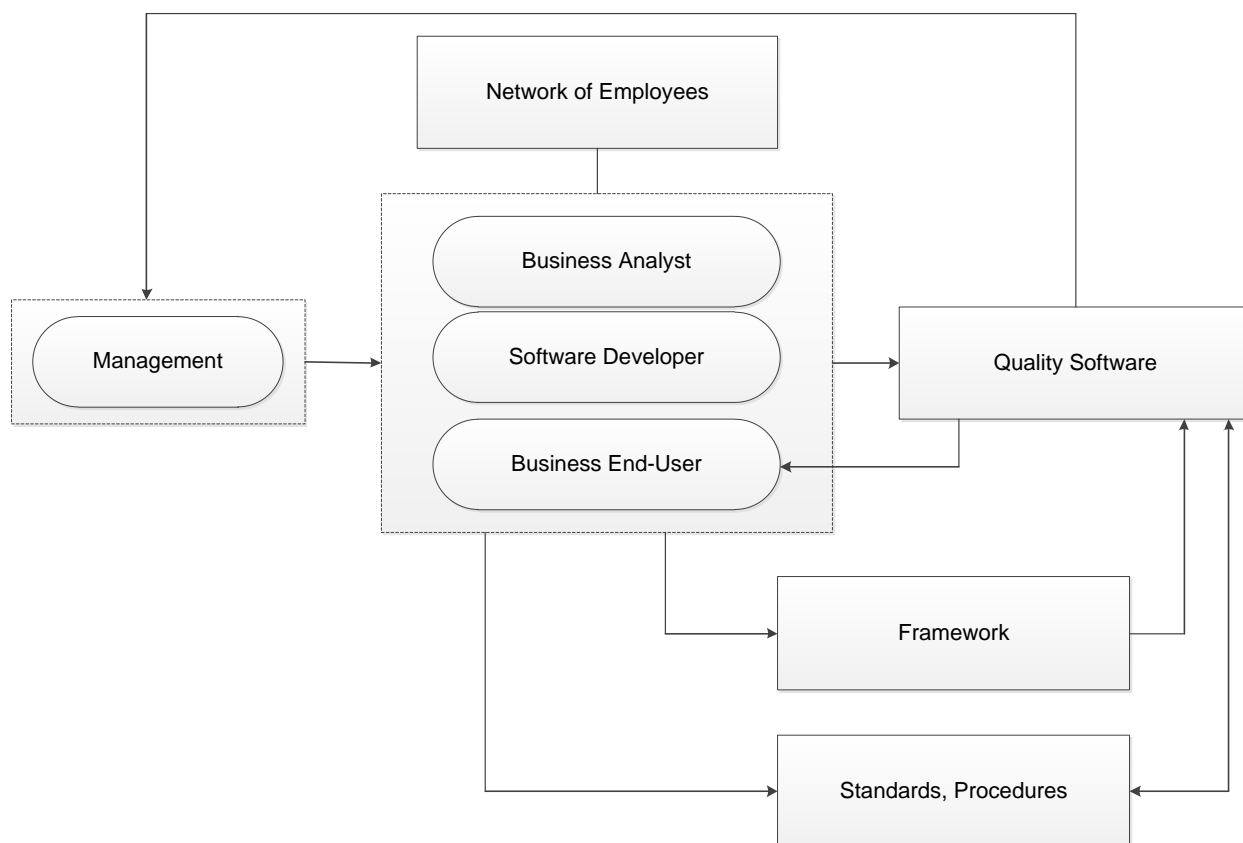 Network of Employees
Business Analyst
Management
Software Developer
Quality Software
Business End-User
Framework
Standards, Procedures